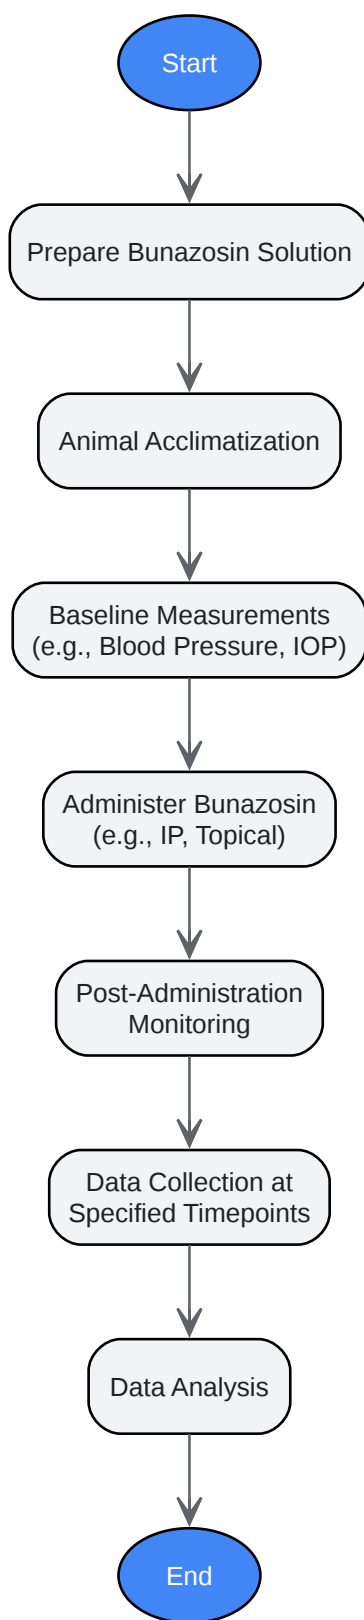 Start
Prepare Bunazosin Solution
Animal Acclimatization
Baseline Measurements
(e.g., Blood Pressure, IOP)
Administer Bunazosin
(e.g., IP, Topical)
Post-Administration
Monitoring
Data Collection at
Specified Timepoints
Data Analysis
End